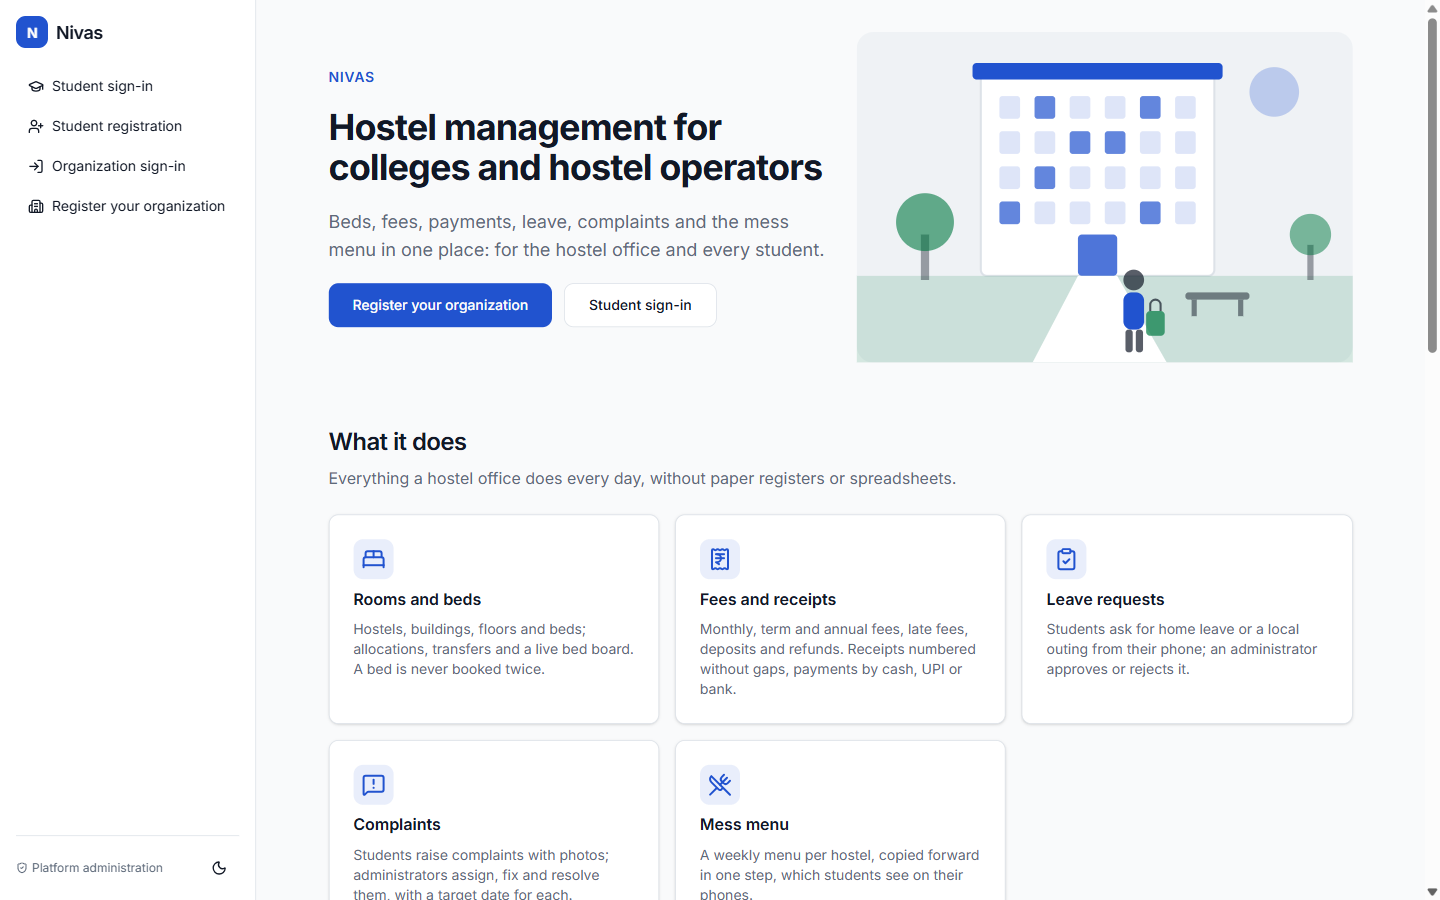 N Nivas
Student sign-in
Student registration
Organization sign-in
Register your organization
Platform administration
NIVAS
Hostel management for
colleges and hostel operators
Beds, fees, payments, leave, complaints and the mess
menu in one place: for the hostel office and every student.
Register your organization
Student sign-in
What it does
Everything a hostel office does every day, without paper registers or spreadsheets.
Rooms and beds
Hostels, buildings, floors and beds;
allocations, transfers and a live bed board.
A bed is never booked twice.
Fees and receipts
Monthly, term and annual fees, late fees,
deposits and refunds. Receipts numbered
without gaps, payments by cash, UPI or
bank.
Leave requests
Students ask for home leave or a local
outing from their phone; an administrator
approves or rejects it.
Complaints
Students raise complaints with photos;
administrators assign, fix and resolve
them, with a target date for each.
Mess menu
A weekly menu per hostel, copied forward
in one step, which students see on their
phones.